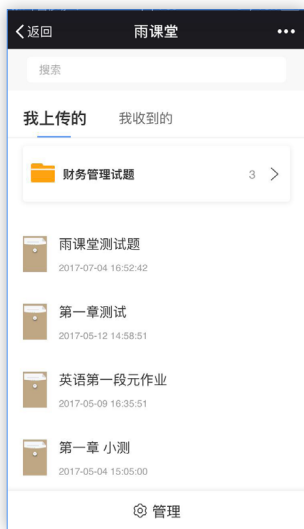 返回
雨课堂
搜索
我上传的
我收到的
财务管理试题
3
雨课堂测试题
2017-07-04 16:52:42
第一章测试
2017-05-12 14:58:51
英语第一段元作业
2017-05-09 16:35:51
第一章 小测
2017-05-04 15:05:00
管理